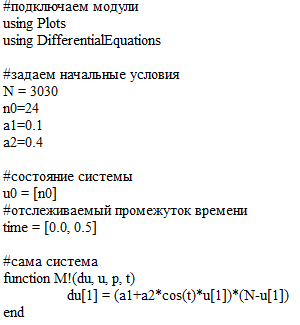 #подключаем модули
using Plots
using DifferentialEquations

#задаем начальные условия
N = 3030
n0=24
a1=0.1
a2=0.4

#состояние системы
u0 = [n0]
#отслеживаемый промежуток времени
time = [0.0, 0.5]

#сама система
function M!(du, u, p, t)
du[1] = (a1+a2*cos(t)*u[1])*(N-u[1])
end